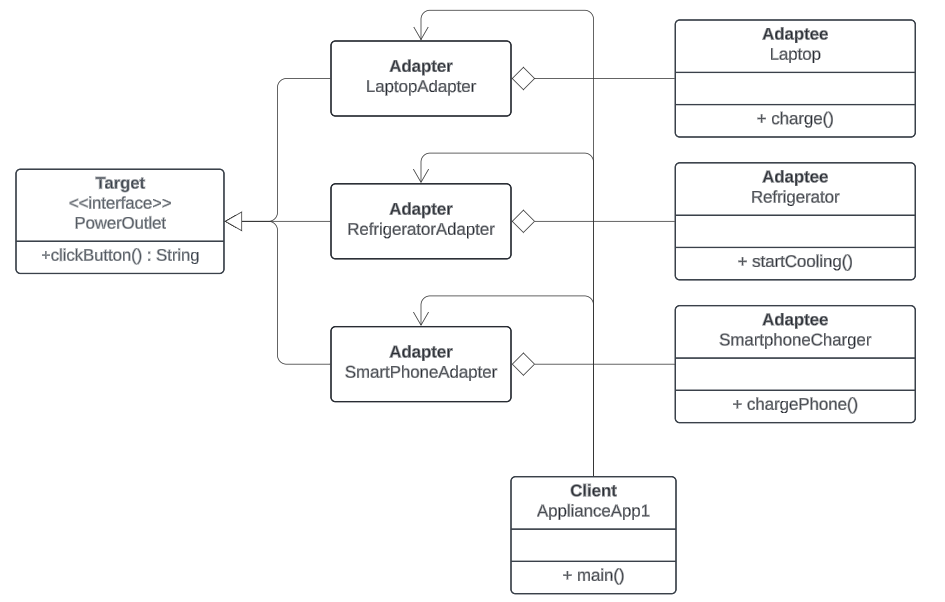 Adapter
LaptopAdapter
Adaptee
Laptop
+ charge()
Target
<<interface>>
PowerOutlet
+clickButton() : String
Adapter
RefrigeratorAdapter
Adaptee
Refrigerator
+ startCooling()
Adapter
SmartPhoneAdapter
Adaptee
SmartphoneCharger
+ chargePhone()
Client
ApplianceApp1
+ main()